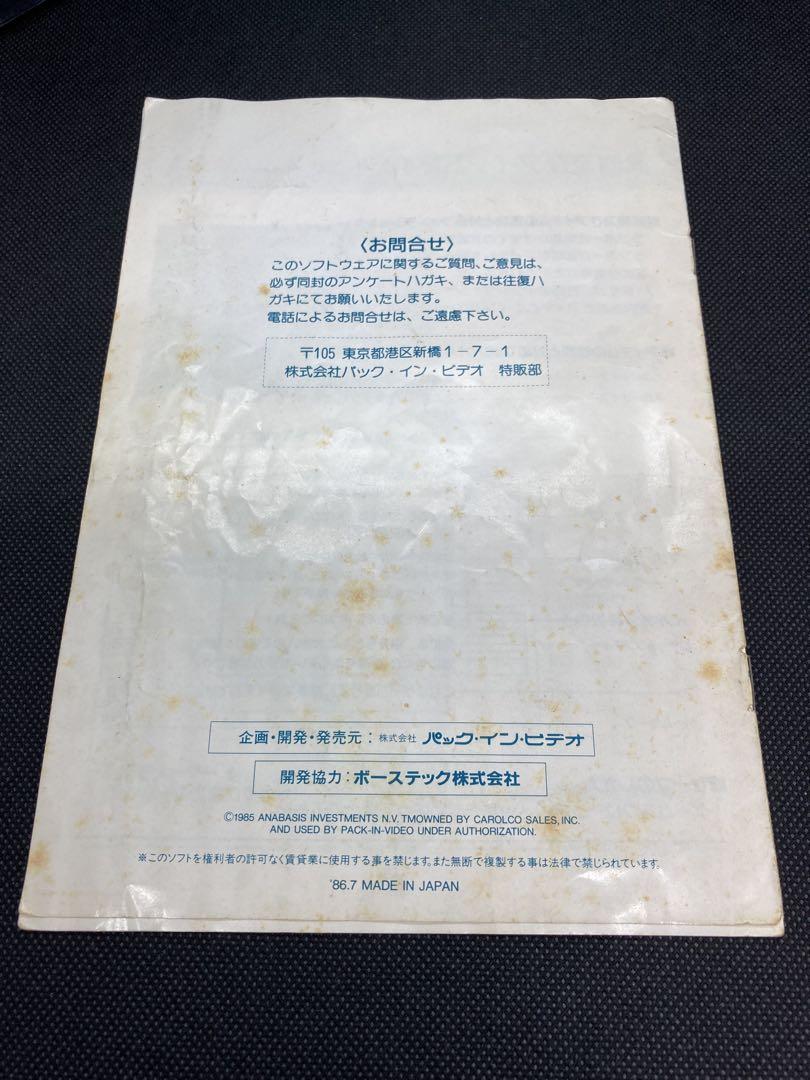 〈お問合せ〉
このソフトウェアに関するご質問、ご意見は、
必ず同封のアンケートハガキ、または往復ハ
ガキにてお願いいたします。
電話によるお問合せは、ご遠慮下さい。
〒105 東京都港区新橋1-7-1
株式会社パック・イン・ビデオ 特販部
企画・開発・発売元：株式会社 パック・イン・ビデオ
開発協力：ボーステック株式会社
©1985 ANABASIS INVESTMENTS N.V. TMOWNED BY CAROLCO SALES, INC.
AND USED BY PACK-IN-VIDEO UNDER AUTHORIZATION.
※このソフトを権利者の許可なく賃貸業に使用する事を禁じます。また無断で複製する事は法律で禁じられています。
'86.7 MADE IN JAPAN